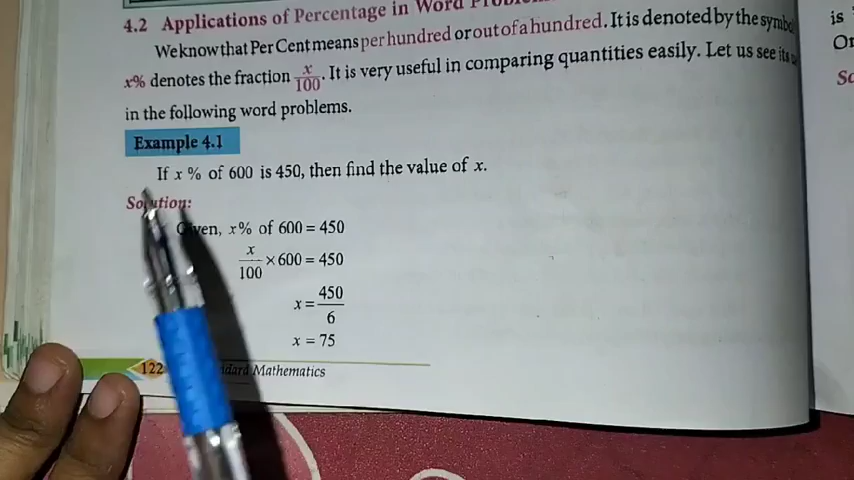 4.2 Applications of Percentage in Word
We know that Per Cent means per hundred or out of a hundred. It is denoted by the symbol
x% denotes the fraction x/100. It is very useful in comparing quantities easily. Let us see its
in the following word problems.
Example 4.1
If x % of 600 is 450, then find the value of x.
Solution:
Given, x% of 600 = 450
x/100 × 600 = 450
x = 450/6
x = 75
122 Mathematics
is